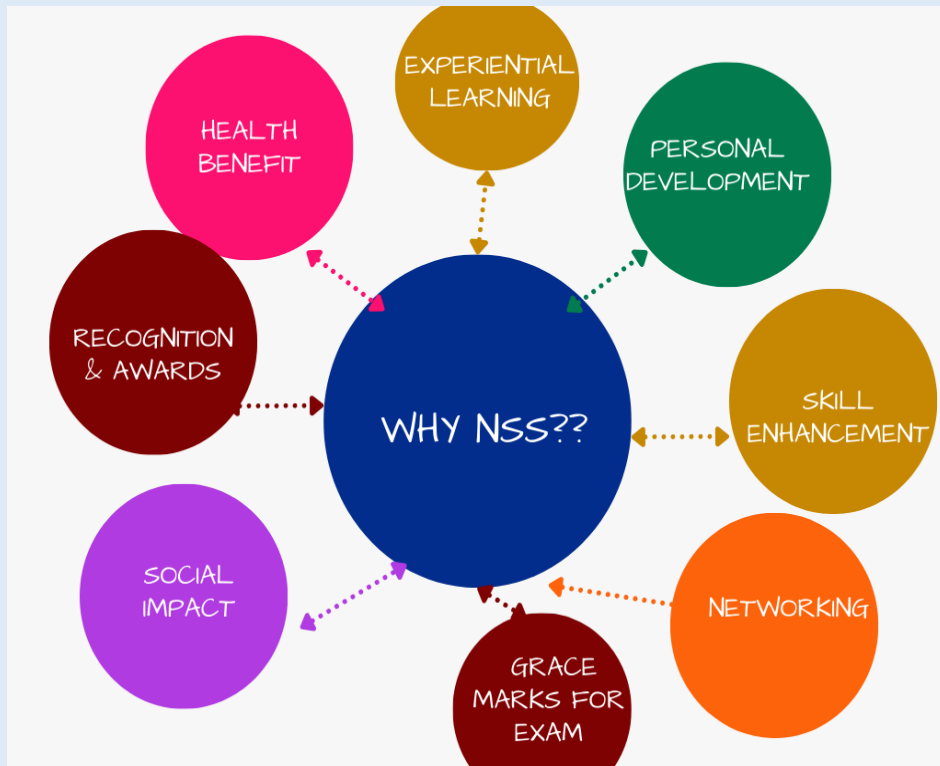 EXPERIENTIAL
LEARNING
HEALTH
BENEFIT
PERSONAL
DEVELOPMENT
RECOGNITION
& AWARDS
SKILL
ENHANCEMENT
WHY NSS??
SOCIAL
IMPACT
NETWORKING
GRACE
MARKS FOR
EXAM